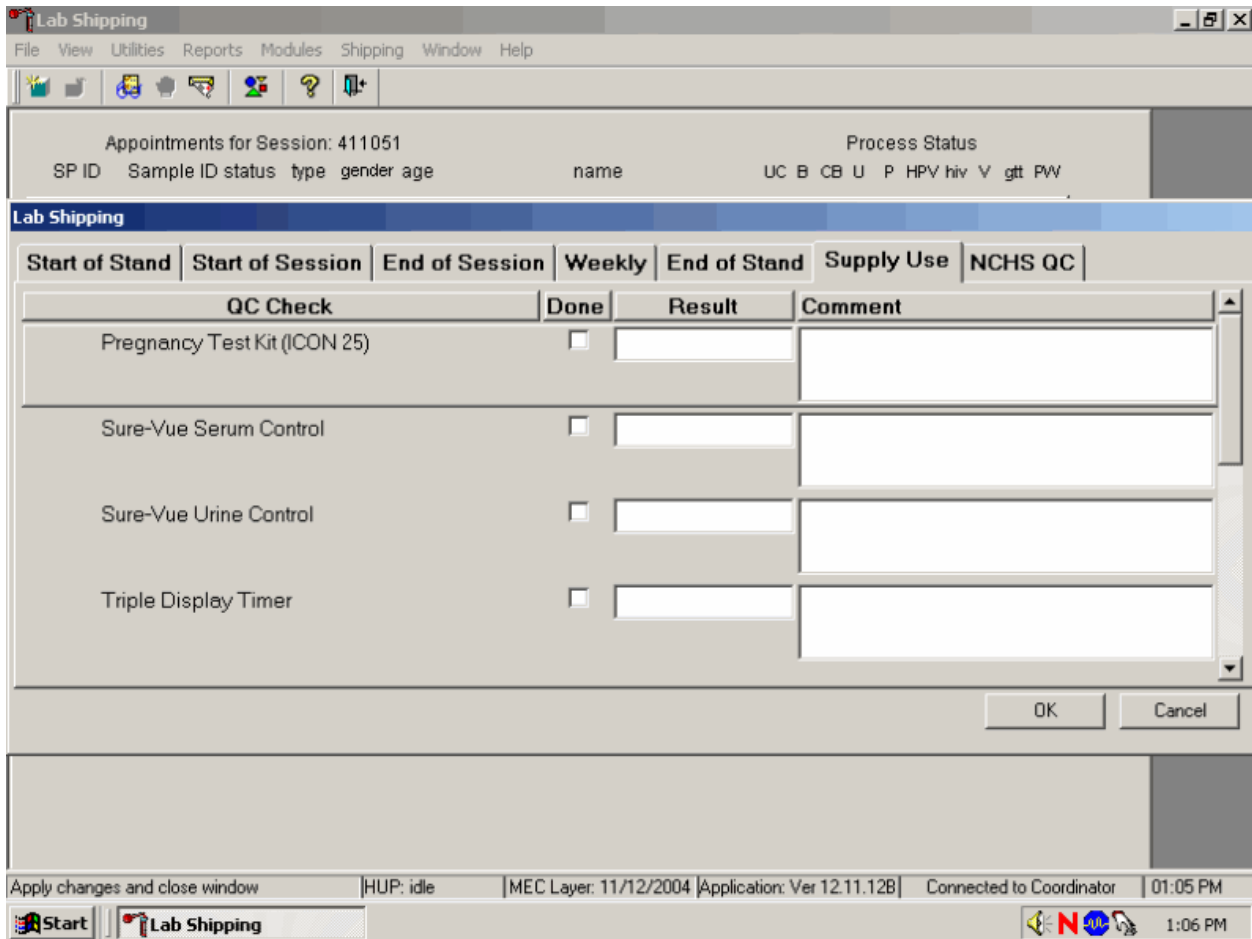 Lab Shipping
File View Utilities Reports Modules Shipping Window Help
Appointments for Session: 411051 Process Status
SP ID Sample ID status type gender age name UC B CB U P HPV hiv V gtt PW
Lab Shipping
Start of Stand Start of Session End of Session Weekly End of Stand Supply Use NCHS QC
QC Check Done Result Comment
Pregnancy Test Kit (ICON 25)
Sure-Vue Serum Control
Sure-Vue Urine Control
Triple Display Timer
OK Cancel
Apply changes and close window HUP: idle MEC Layer: 11/12/2004 Application: Ver 12.11.12B Connected to Coordinator 01:05 PM
Start Lab Shipping N 1:06 PM